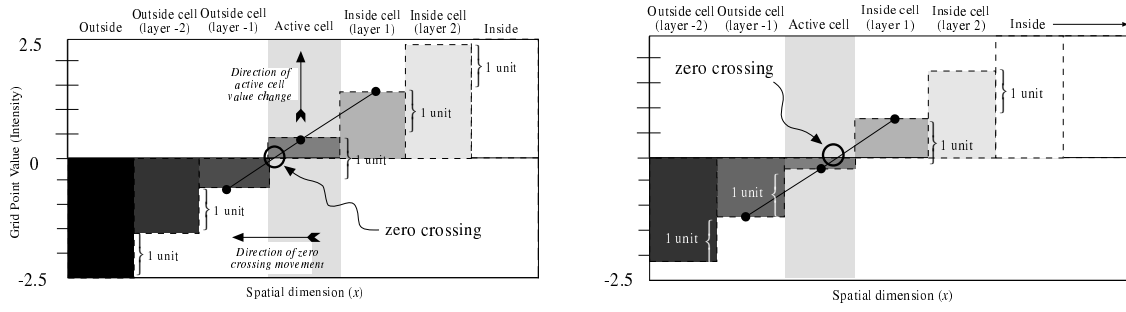 Outside
Outside cell
(layer -2)
Outside cell
(layer -1)
Active cell
Inside cell
(layer 1)
Inside cell
(layer 2)
Inside
2.5
0
-2.5
Grid Point Value (Intensity)
Direction of
active cell
value change
1 unit
1 unit
1 unit
1 unit
1 unit
zero crossing
Direction of zero
crossing movement
Spatial dimension (x)
Outside cell
(layer -2)
Outside cell
(layer -1)
Active cell
Inside cell
(layer 1)
Inside cell
(layer 2)
Inside
zero crossing
0
-2.5
1 unit
1 unit
1 unit
1 unit
Spatial dimension (x)